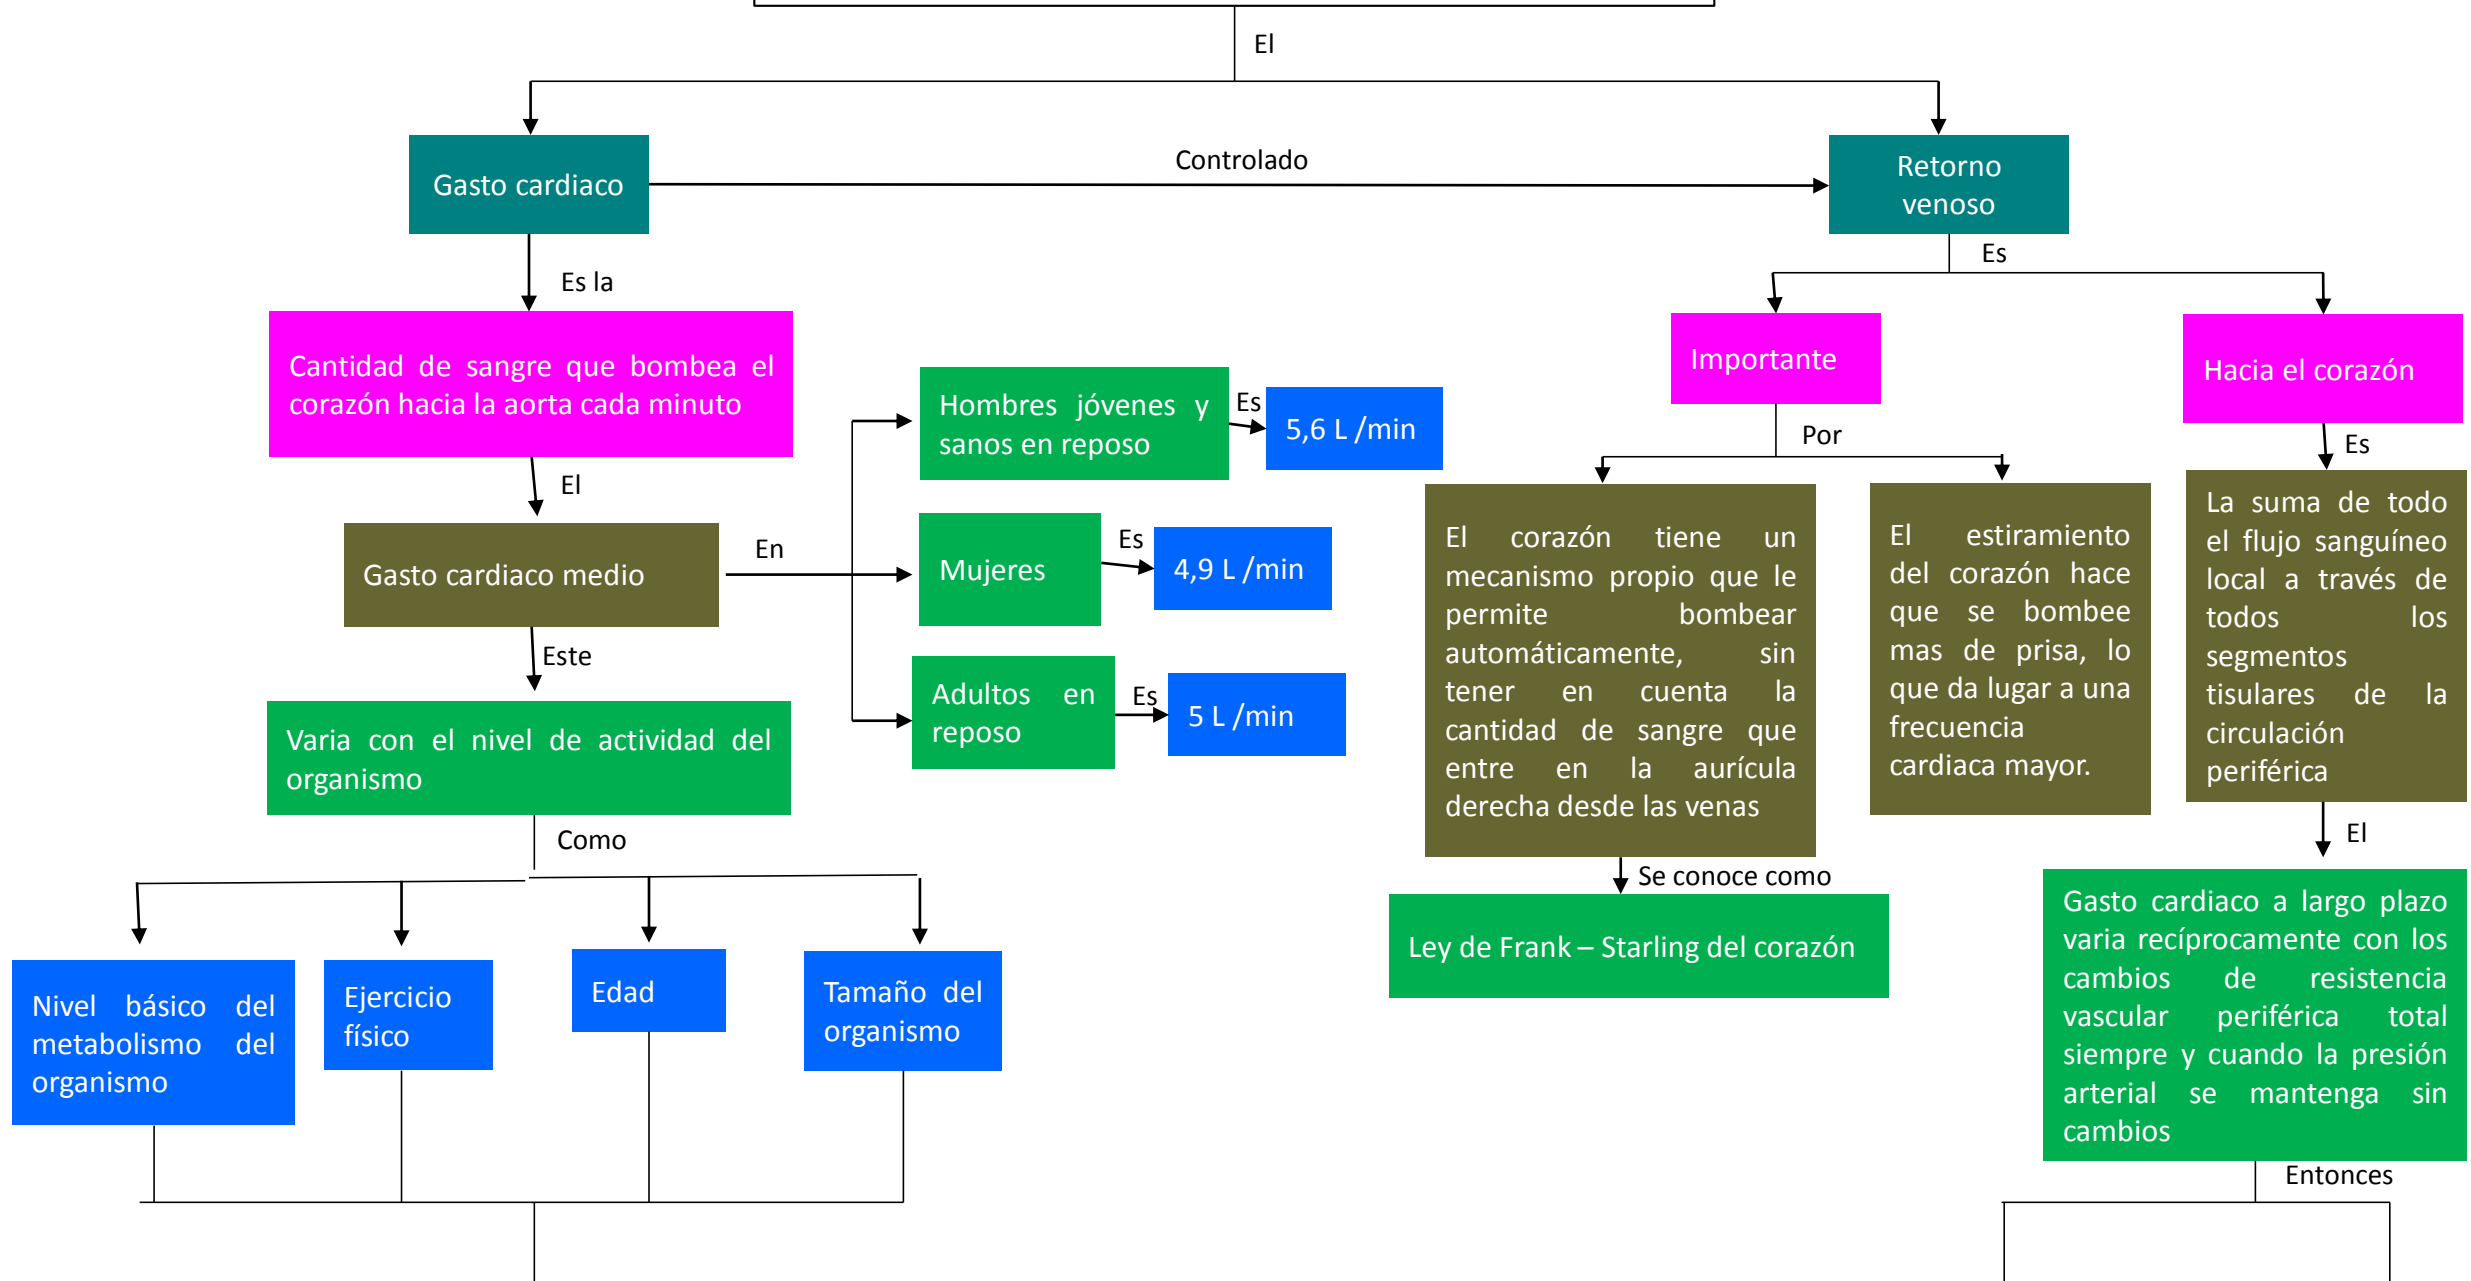 El
Gasto cardiaco
Controlado
Retorno
venoso
Es la
Cantidad de sangre que bombea el
corazón hacia la aorta cada minuto
El
Gasto cardiaco medio
En
Hombres jóvenes y
sanos en reposo
Es
5,6 L /min
Mujeres
Es
4,9 L /min
Adultos en
reposo
Es
5 L /min
Este
Varia con el nivel de actividad del
organismo
Como
Nivel básico del
metabolismo del
organismo
Ejercicio
físico
Edad
Tamaño del
organismo
Es
Importante
Por
El corazón tiene un
mecanismo propio que le
permite bombear
automáticamente, sin
tener en cuenta la
cantidad de sangre que
entre en la aurícula
derecha desde las venas
Se conoce como
Ley de Frank – Starling del corazón
El estiramiento
del corazón hace
que se bombee
mas de prisa, lo
que da lugar a una
frecuencia
cardiaca mayor.
Hacia el corazón
Es
La suma de todo
el flujo sanguíneo
local a través de
todos los
segmentos
tisulares de la
circulación
periférica
El
Gasto cardiaco a largo plazo
varia recíprocamente con los
cambios de resistencia
vascular periférica total
siempre y cuando la presión
arterial se mantenga sin
cambios
Entonces